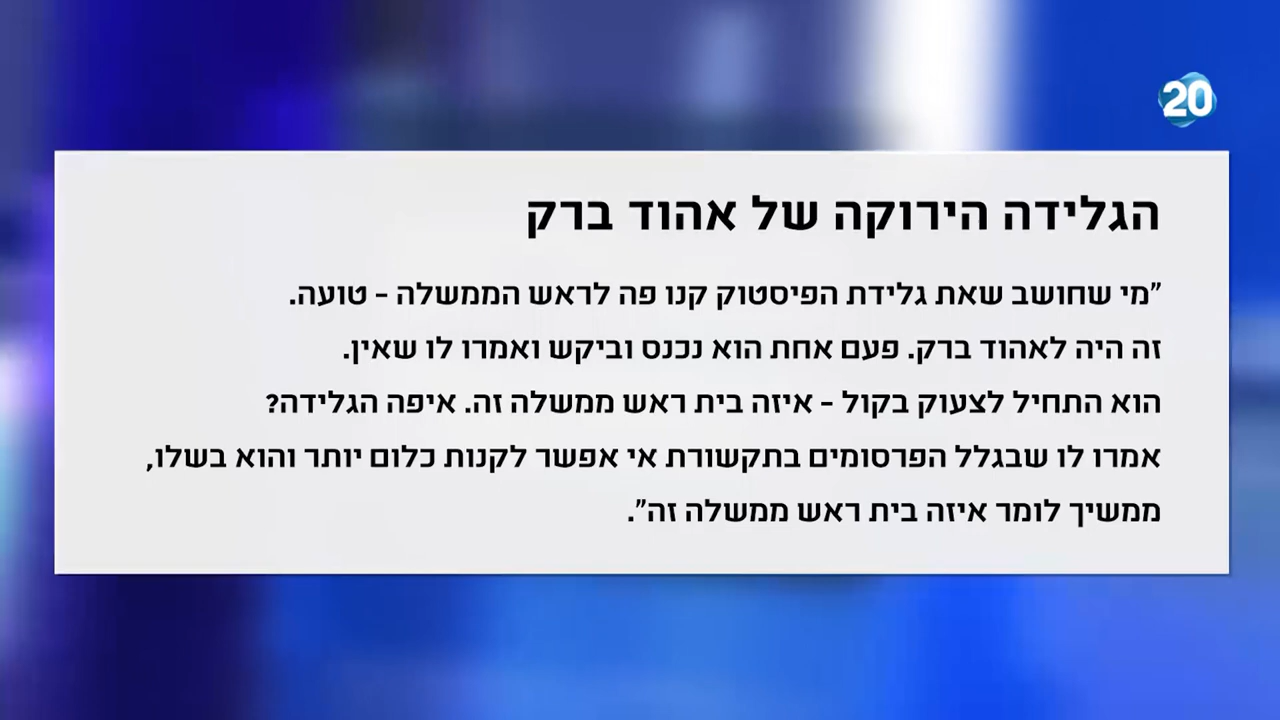 20
הגלידה הירוקה של אהוד ברק
"מי שחושב שאת גלידת הפיסטוק קנו פה לראש הממשלה - טועה.
זה היה לאהוד ברק. פעם אחת הוא נכנס וביקש ואמרו לו שאין.
הוא התחיל לצעוק בקול - איזה בית ראש ממשלה זה. איפה הגלידה?
אמרו לו שבגלל הפרסומים בתקשורת אי אפשר לקנות כלום יותר והוא בשלו,
ממשיך לומר איזה בית ראש ממשלה זה".